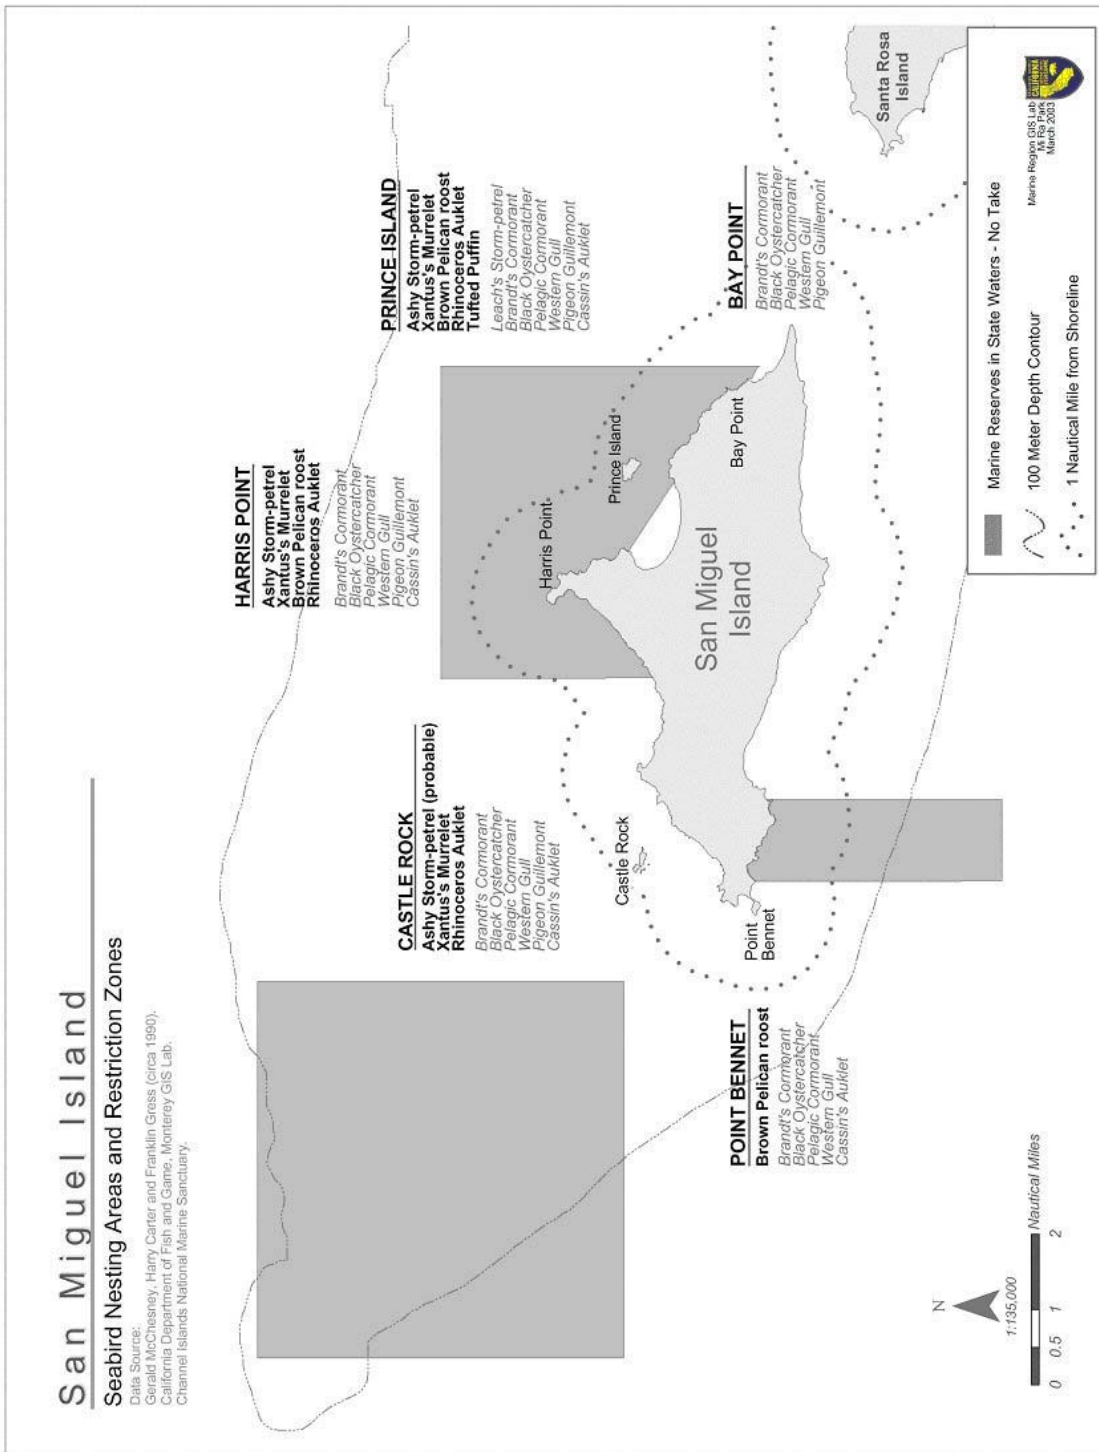 San Miguel Island
Seabird Nesting Areas and Restriction Zones
Data Source:
Gerald McChesney, Harry Carter and Franklin Gress (circa 1990).
California Department of Fish and Game, Monterey GIS Lab.
Channel Islands National Marine Sanctuary.
HARRIS POINT
Ashy Storm-petrel
Xantus's Murrelet
Brown Pelican roost
Rhinoceros Auklet
Brandt's Cormorant
Black Oystercatcher
Pelagic Cormorant
Western Gull
Pigeon Guillemont
Cassin's Auklet
PRINCE ISLAND
Ashy Storm-petrel
Xantus's Murrelet
Brown Pelican roost
Rhinoceros Auklet
Tufted Puffin
Leach's Storm-petrel
Brandt's Cormorant
Black Oystercatcher
Pelagic Cormorant
Western Gull
Pigeon Guillemont
Cassin's Auklet
CASTLE ROCK
Ashy Storm-petrel (probable)
Xantus's Murrelet
Rhinoceros Auklet
Brandt's Cormorant
Black Oystercatcher
Pelagic Cormorant
Western Gull
Pigeon Guillemont
Cassin's Auklet
Harris Point
Prince Island
Castle Rock
San Miguel
Island
Bay Point
Point
Bennet
BAY POINT
Brandt's Cormorant
Black Oystercatcher
Pelagic Cormorant
Western Gull
Pigeon Guillemont
Santa Rosa
Island
POINT BENNET
Brown Pelican roost
Brandt's Cormorant
Black Oystercatcher
Pelagic Cormorant
Western Gull
Cassin's Auklet
N
1:135,000
0 0.5 1 2
Nautical Miles
Marine Reserves in State Waters - No Take
100 Meter Depth Contour
1 Nautical Mile from Shoreline
Marine Region GIS Lab
Mi Ra Park
March 2003
CALIFORNIA